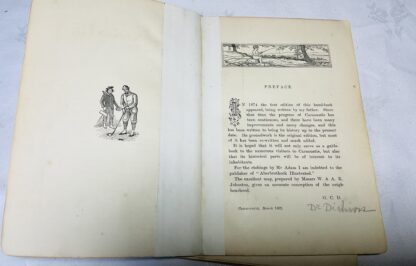 PREFACE
IN 1874 the first edition of this hand-book
appeared, being written by my father. Since
that time the progress of Carnoustie has
been continuous, and there have been many
improvements and many changes, and this
has been written to bring its history up to the present
date. Its groundwork is the original edition, but most
of it has been re-written and much added.
It is hoped that it will not only serve as a guide-
book to the numerous visitors to Carnoustie, but also
that its historical parts will be of interest to its
inhabitants.
For the etchings by Mr Adam I am indebted to the
publisher of "Aberbrothock Illustrated."
The excellent map, prepared by Messrs W. & A. K.
Johnston, gives an accurate conception of the neigh-
bourhood.
H. C. D.
CARNOUSTIE, March
Dr Dickson